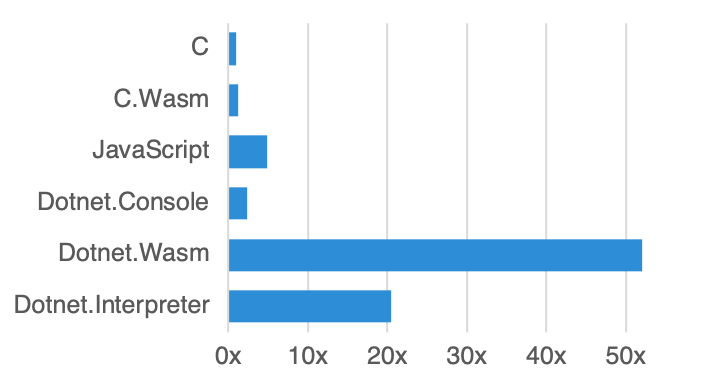 C
C.Wasm
JavaScript
Dotnet.Console
Dotnet.Wasm
Dotnet.Interpreter
0x 10x 20x 30x 40x 50x